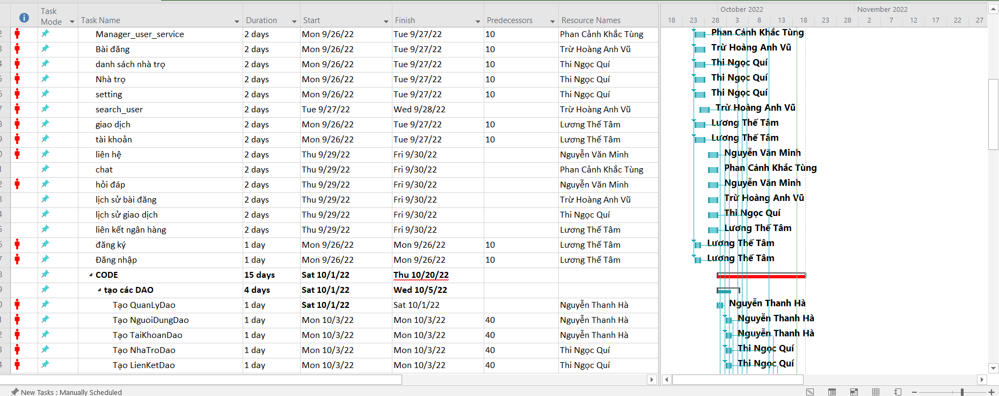 Task Mode Task Name Duration Start Finish Predecessors Resource Names
October 2022 November 2022
18 23 28 3 8 13 18 23 28 2 7 12 17 22 27
2 Manager_user_service 2 days Mon 9/26/22 Tue 9/27/22 10 Phan Cảnh Khắc Tùng Phan Cảnh Khắc Tùng
3 Bài đăng 2 days Mon 9/26/22 Tue 9/27/22 10 Trừ Hoàng Anh Vũ Trừ Hoàng Anh Vũ
4 danh sách nhà trọ 2 days Mon 9/26/22 Tue 9/27/22 10 Thi Ngọc Quí Thi Ngọc Quí
5 Nhà trọ 2 days Mon 9/26/22 Tue 9/27/22 10 Thi Ngọc Quí Thi Ngọc Quí
6 setting 2 days Mon 9/26/22 Tue 9/27/22 10 Thi Ngọc Quí Thi Ngọc Quí
7 search_user 2 days Tue 9/27/22 Wed 9/28/22 Trừ Hoàng Anh Vũ Trừ Hoàng Anh Vũ
8 giao dịch 2 days Mon 9/26/22 Tue 9/27/22 10 Lương Thế Tâm Lương Thế Tâm
9 tài khoản 2 days Mon 9/26/22 Tue 9/27/22 10 Lương Thế Tâm Lương Thế Tâm
0 liên hệ 2 days Thu 9/29/22 Fri 9/30/22 Nguyễn Văn Minh Nguyễn Văn Minh
1 chat 2 days Thu 9/29/22 Fri 9/30/22 Phan Cảnh Khắc Tùng Phan Cảnh Khắc Tùng
2 hỏi đáp 2 days Thu 9/29/22 Fri 9/30/22 Nguyễn Văn Minh Nguyễn Văn Minh
3 lịch sử bài đăng 2 days Thu 9/29/22 Fri 9/30/22 Trừ Hoàng Anh Vũ Trừ Hoàng Anh Vũ
4 lịch sử giao dịch 2 days Thu 9/29/22 Fri 9/30/22 Thi Ngọc Quí Thi Ngọc Quí
5 liên kết ngân hàng 2 days Thu 9/29/22 Fri 9/30/22 Lương Thế Tâm Lương Thế Tâm
6 đăng ký 1 day Mon 9/26/22 Mon 9/26/22 10 Lương Thế Tâm Lương Thế Tâm
7 Đăng nhập 1 day Mon 9/26/22 Mon 9/26/22 10 Lương Thế Tâm Lương Thế Tâm
8 CODE 15 days Sat 10/1/22 Thu 10/20/22
9 tạo các DAO 4 days Sat 10/1/22 Wed 10/5/22
0 Tạo QuanLyDao 1 day Sat 10/1/22 Sat 10/1/22 Nguyễn Thanh Hà Nguyễn Thanh Hà
1 Tạo NguoiDungDao 1 day Mon 10/3/22 Mon 10/3/22 40 Nguyễn Thanh Hà Nguyễn Thanh Hà
2 Tạo TaiKhoanDao 1 day Mon 10/3/22 Mon 10/3/22 40 Nguyễn Thanh Hà Nguyễn Thanh Hà
3 Tạo NhaTroDao 1 day Mon 10/3/22 Mon 10/3/22 40 Thi Ngọc Quí Thi Ngọc Quí
4 Tạo LienKetDao 1 day Mon 10/3/22 Mon 10/3/22 40 Thi Ngọc Quí Thi Ngọc Quí
New Tasks : Manually Scheduled